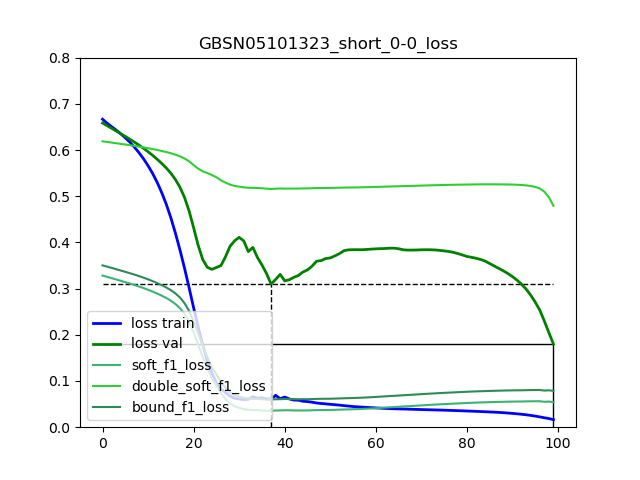 GBSN05101323_short_0-0_loss
0.8
0.7
0.6
0.5
0.4
0.3
0.2
0.1
0.0
loss train
loss val
soft_f1_loss
double_soft_f1_loss
bound_f1_loss
0 20 40 60 80 100